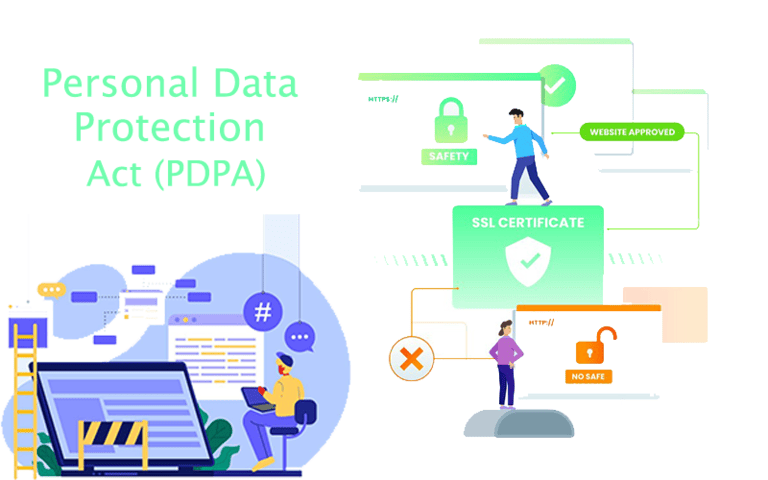 Personal Data
Protection
Act (PDPA)
HTTPS://
SAFETY
WEBSITE APPROVED
SSL CERTIFICATE
HTTP://
NO SAFE
#